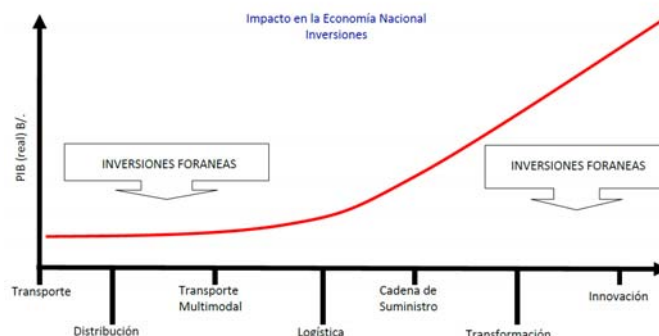 Impacto en la Economía Nacional
Inversiones
PIB (real) B/.
INVERSIONES FORANEAS
INVERSIONES FORANEAS
Transporte
Distribución
Transporte
Multimodal
Logística
Cadena de
Suministro
Transformación
Innovación